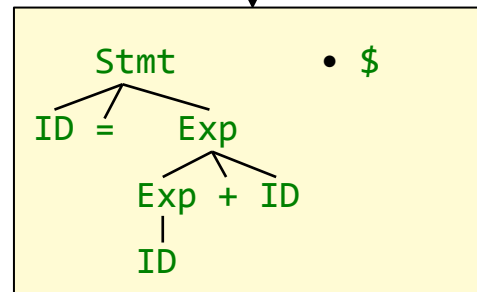 Stmt • $
ID = Exp
Exp + ID
ID